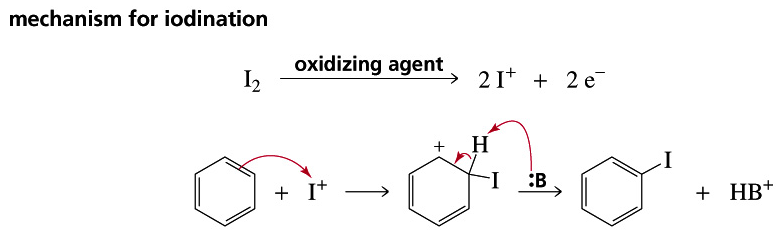 mechanism for iodination
oxidizing agent
I₂ 2 I⁺ + 2 e⁻
+ H
+ I⁺ I :B I + HB⁺